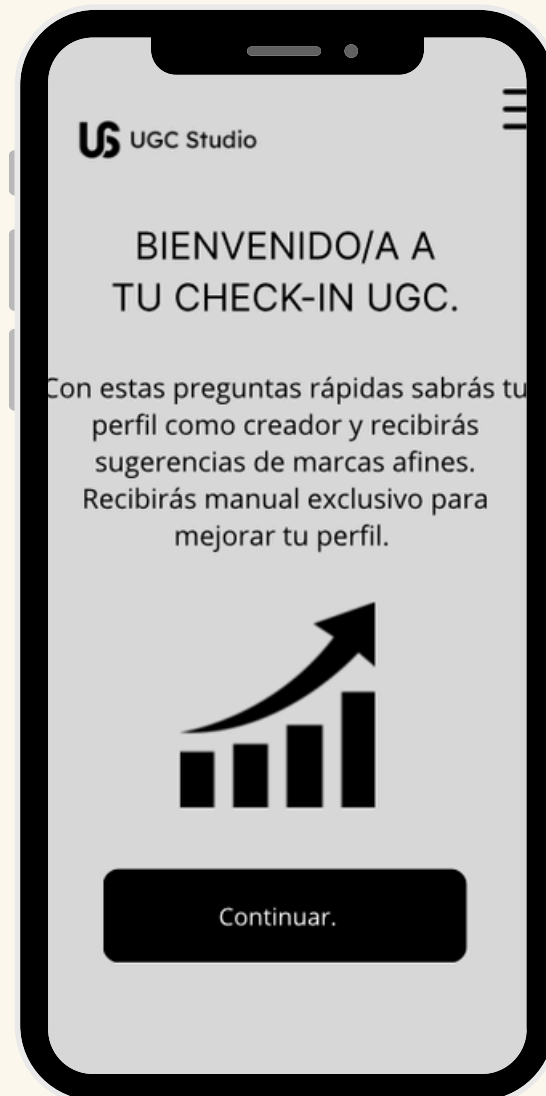 UGC Studio
BIENVENIDO/A A
TU CHECK-IN UGC.
Con estas preguntas rápidas sabrás tu
perfil como creador y recibirás
sugerencias de marcas afines.
Recibirás manual exclusivo para
mejorar tu perfil.
Continuar.